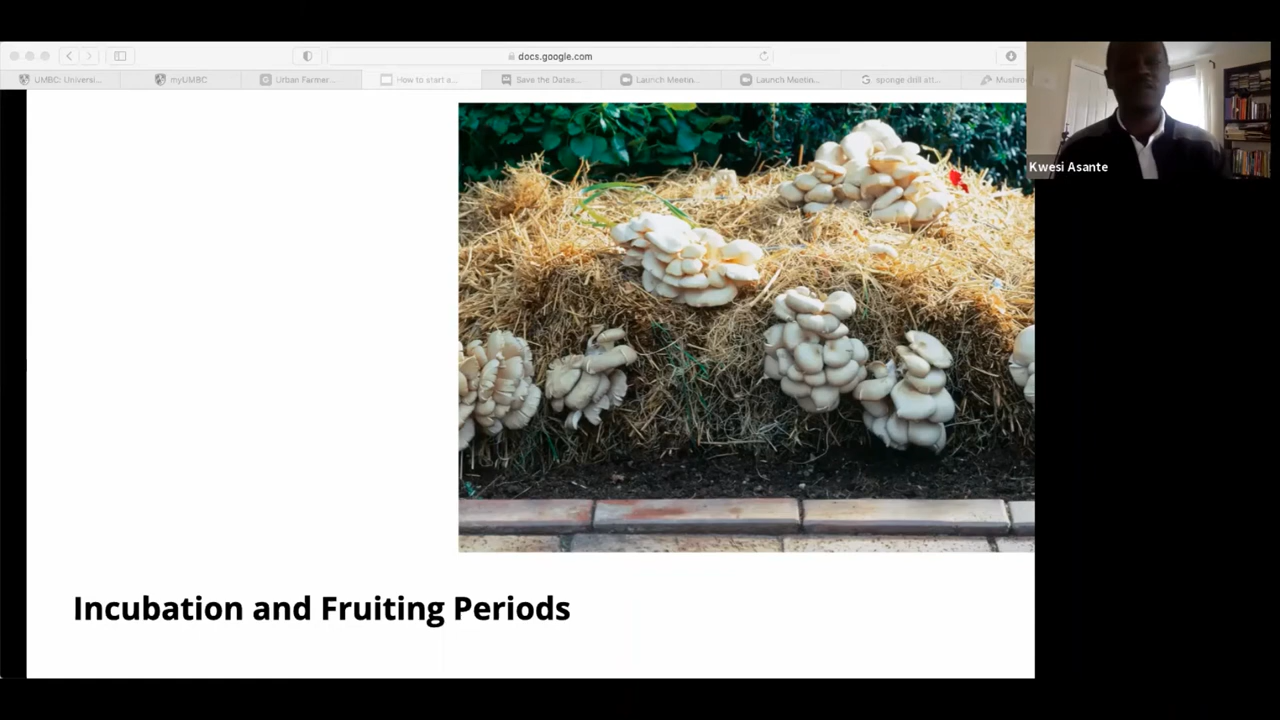 docs.google.com
UMBC: Universi...
myUMBC
Urban Farmer...
How to start a...
Save the Dates...
Launch Meetin...
Launch Meetin...
sponge drill att...
Mushro
Kwesi Asante
Incubation and Fruiting Periods